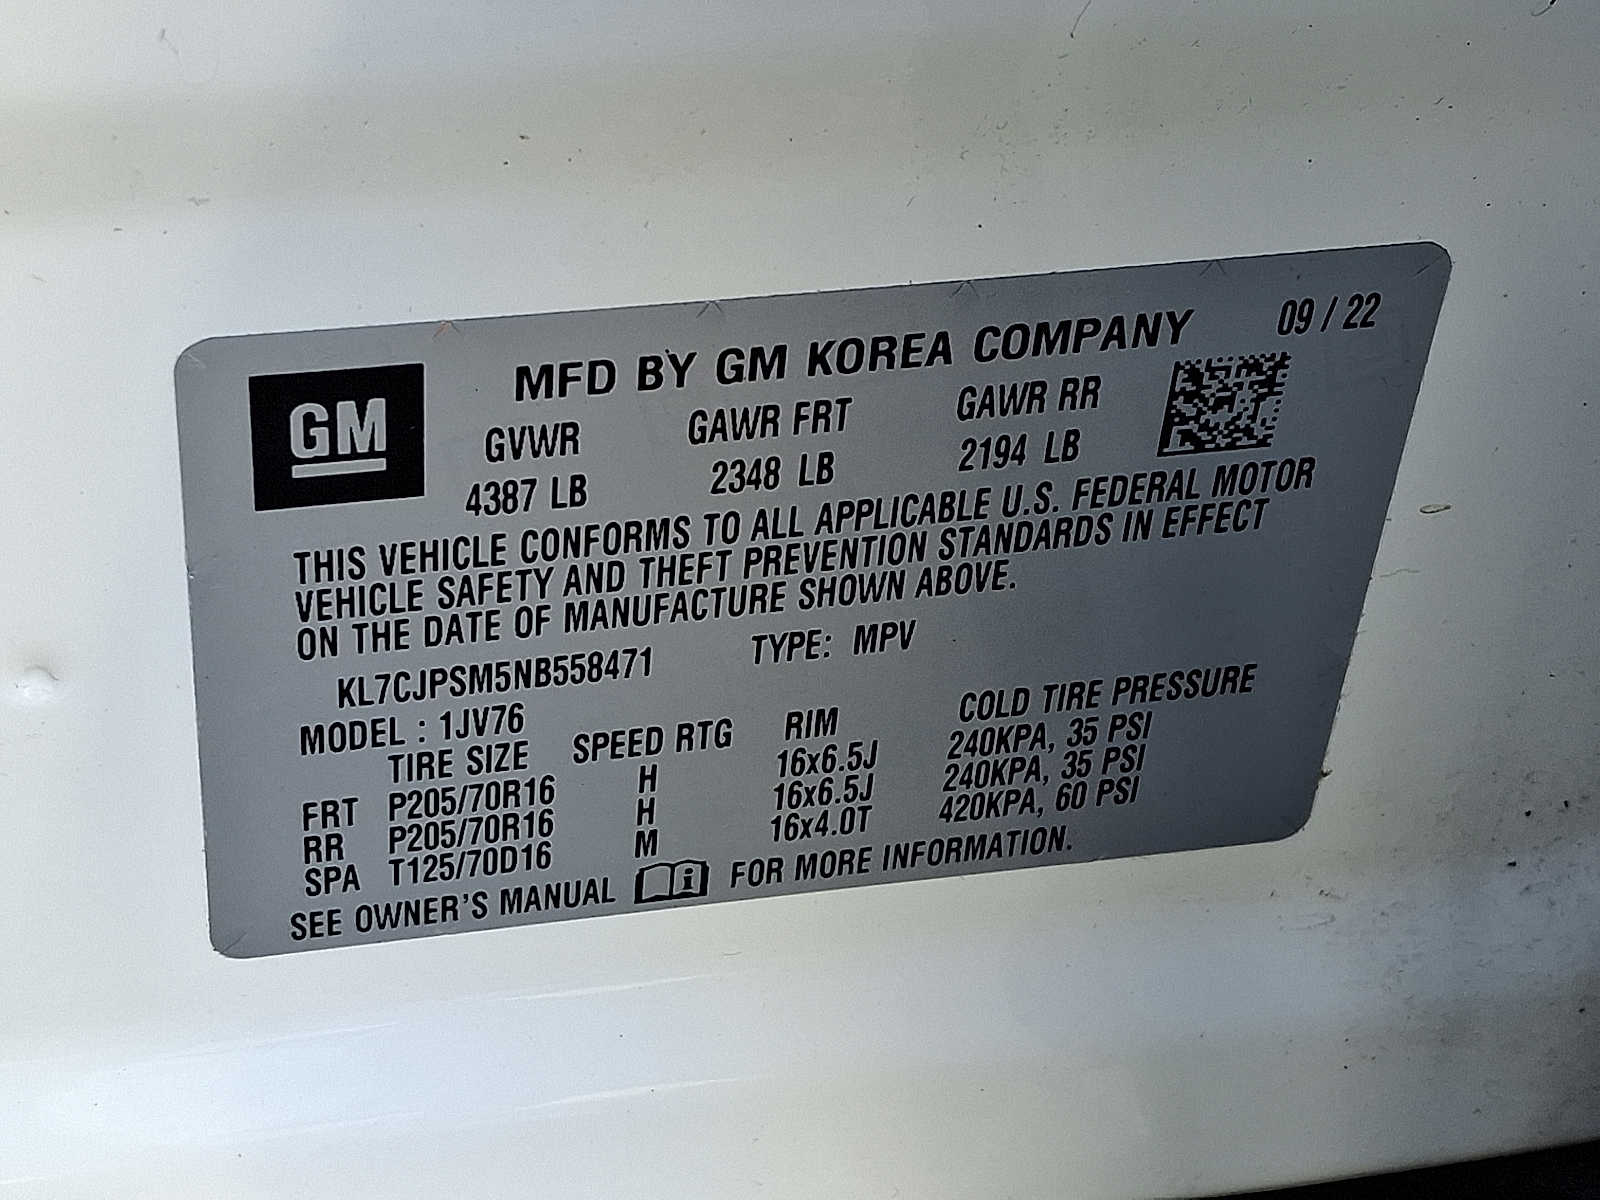 MFD BY GM KOREA COMPANY 09 / 22
GM
GVWR GAWR FRT GAWR RR
4387 LB 2348 LB 2194 LB
THIS VEHICLE CONFORMS TO ALL APPLICABLE U.S. FEDERAL MOTOR
VEHICLE SAFETY AND THEFT PREVENTION STANDARDS IN EFFECT
ON THE DATE OF MANUFACTURE SHOWN ABOVE.
KL7CJPSM5NB558471 TYPE: MPV
MODEL : 1JV76
TIRE SIZE SPEED RTG RIM COLD TIRE PRESSURE
FRT P205/70R16 H 16x6.5J 240KPA, 35 PSI
RR P205/70R16 H 16x6.5J 240KPA, 35 PSI
SPA T125/70D16 M 16x4.0T 420KPA, 60 PSI
SEE OWNER'S MANUAL i FOR MORE INFORMATION.